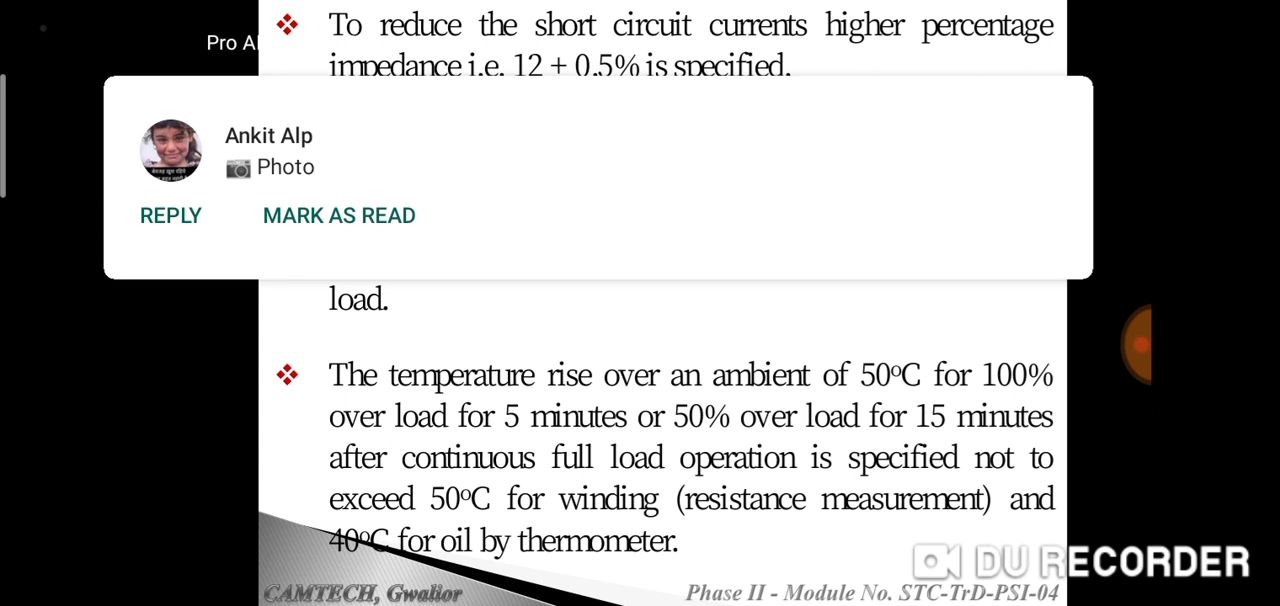 To reduce the short circuit currents higher percentage
Pro
impedance i.e. 12 + 0.5% is specified.
Ankit Alp
Photo
REPLY MARK AS READ
load.
The temperature rise over an ambient of 50°C for 100%
over load for 5 minutes or 50% over load for 15 minutes
after continuous full load operation is specified not to
exceed 50°C for winding (resistance measurement) and
40°C for oil by thermometer.
DU RECORDER
CAMTECH, Gwalior Phase II - Module No. STC-TrD-PSI-04